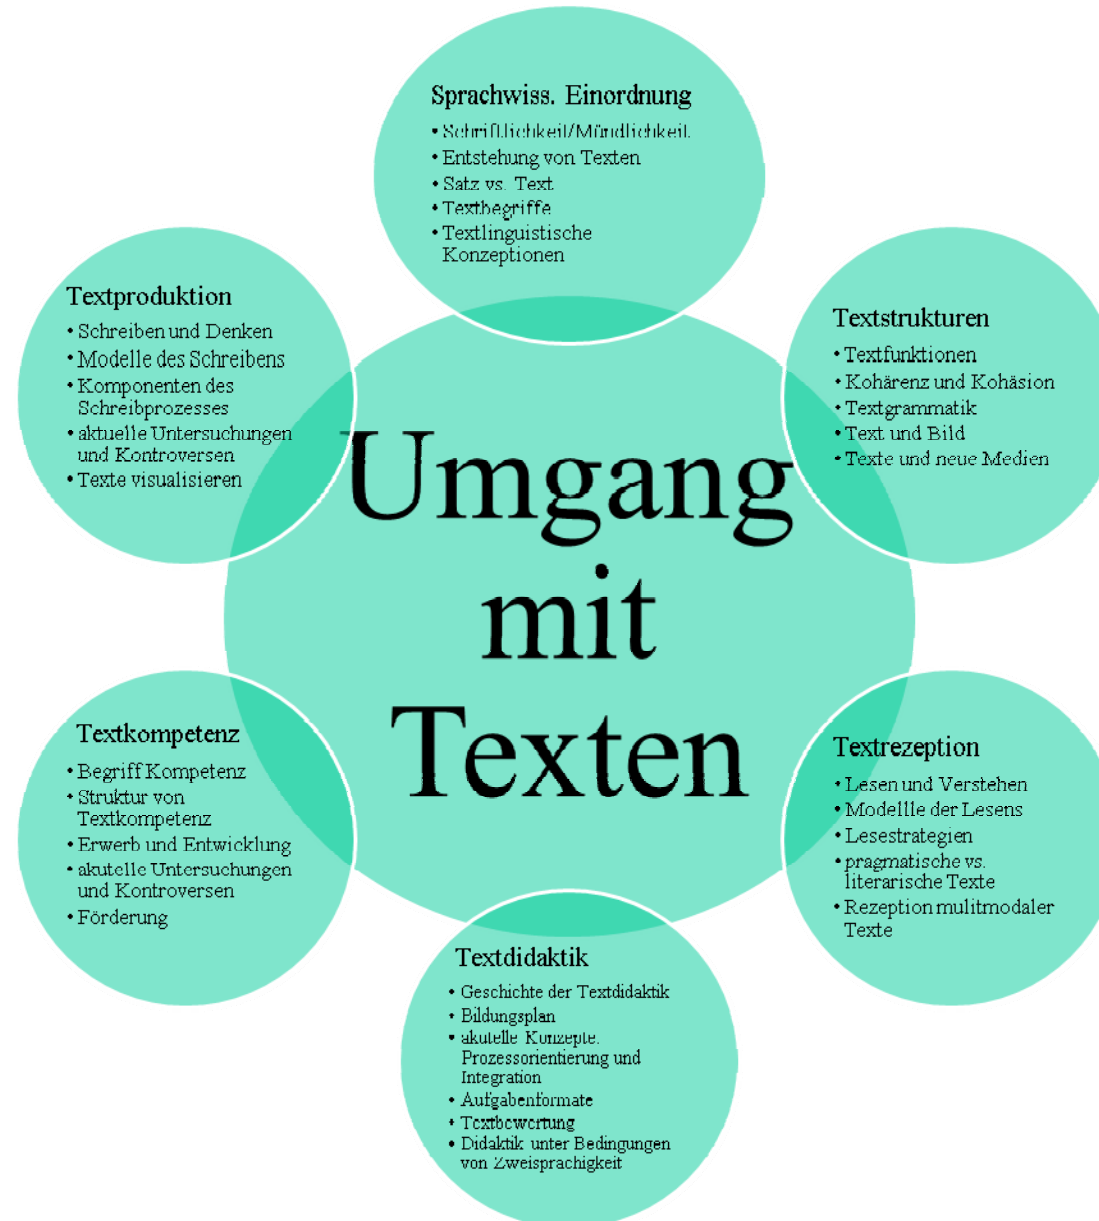 Sprachwiss. Einordnung
• Schriftlichkeit/Mündlichkeit
• Entstehung von Texten
• Satz vs. Text
• Textbegriffe
• Textlinguistische
Konzeptionen
Textstrukturen
• Textfunktionen
• Kohärenz und Kohäsion
• Textgrammatik
• Text und Bild
• Texte und neue Medien
Textrezeption
• Lesen und Verstehen
• Modellle der Lesens
• Lesestrategien
• pragmatische vs.
literarische Texte
• Rezeption mulitmodaler
Texte
Textdidaktik
• Geschichte der Textdidaktik
• Bildungsplan
• akutelle Konzepte.
Prozessorientierung und
Integration
• Aufgabenformate
• Textbewertung
• Didaktik unter Bedingungen
von Zweisprachigkeit
Textkompetenz
• Begriff Kompetenz
• Struktur von
Textkompetenz
• Erwerb und Entwicklung
• akutelle Untersuchungen
und Kontroversen
• Förderung
Textproduktion
• Schreiben und Denken
• Modelle des Schreibens
• Komponenten des
Schreibprozesses
• aktuelle Untersuchungen
und Kontroversen
• Texte visualisieren
Umgang
mit
Texten